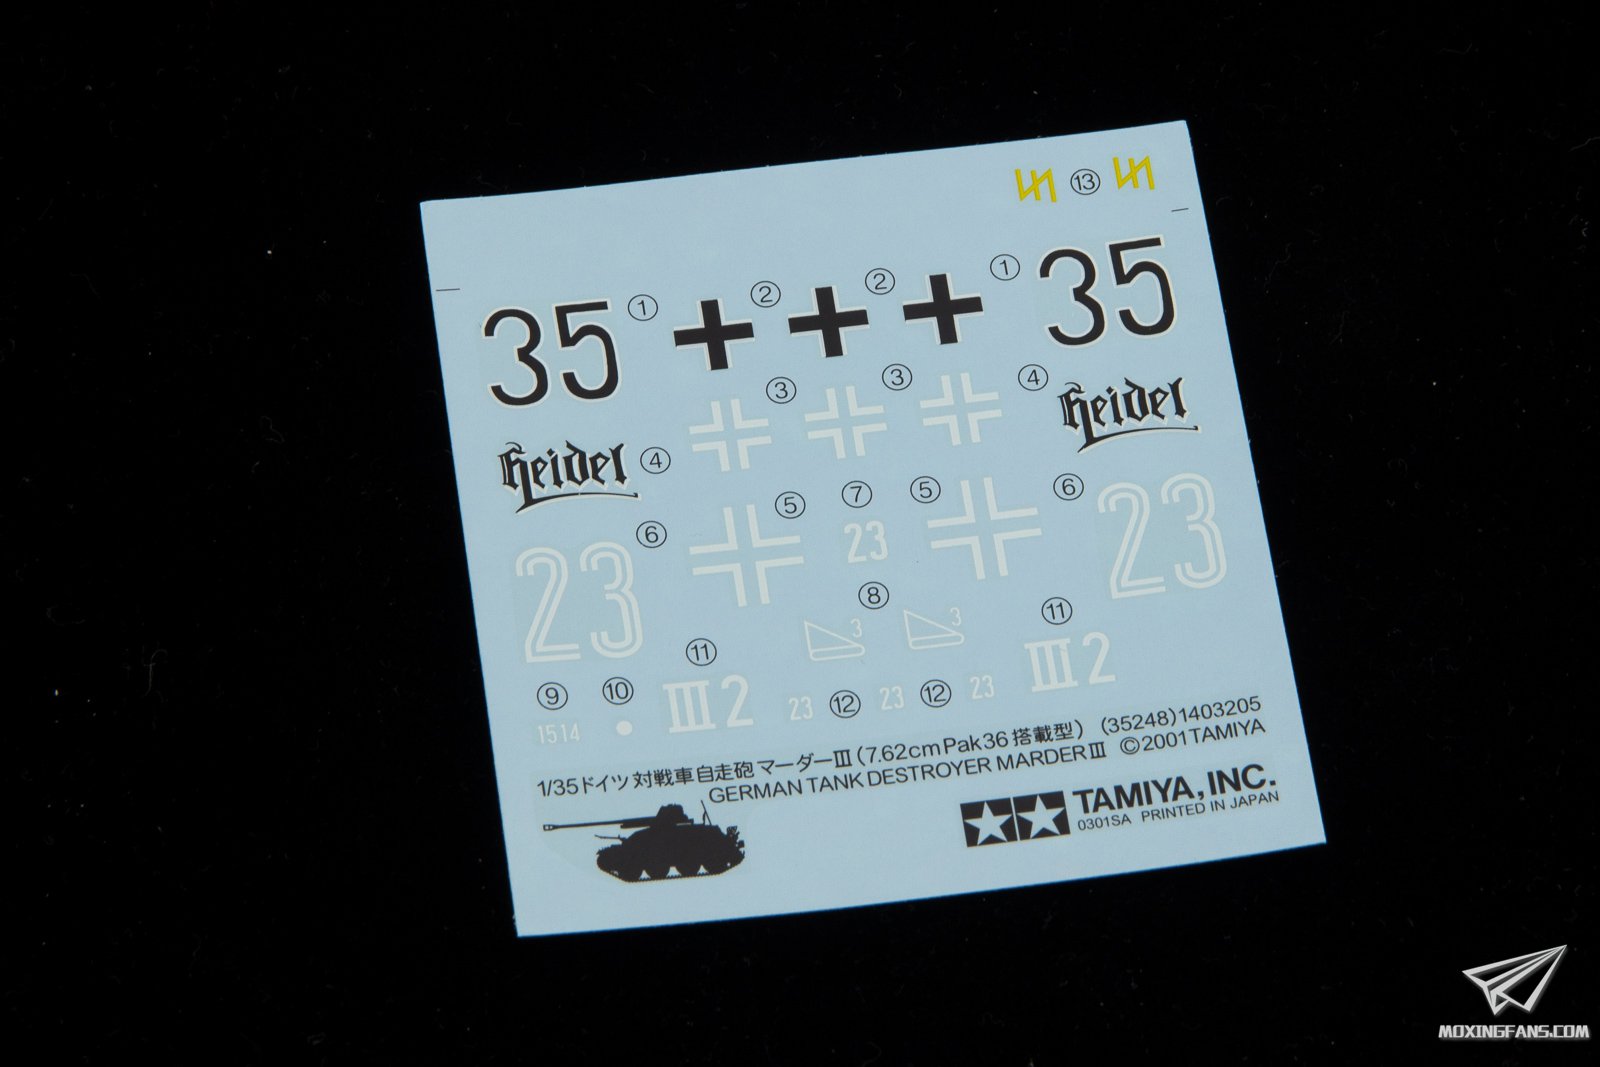 ⑬
35 ① ② ② ① 35
③ ③ ④ Heidel
Heidel ④
⑤ ⑦ ⑤ ⑥ 23
23 ⑥ 23
⑧
3 3
⑪ ⑪
⑨ ⑩ III 2 23 ⑫ 23 ⑫ 23 III 2
1514
1/35ドイツ 対戦車自走砲 マーダーIII (7.62cm Pak36 搭載型) (35248)1403205
GERMAN TANK DESTROYER MARDER III ©2001 TAMIYA
TAMIYA, INC.
0301SA PRINTED IN JAPAN
MOXINGFANS.COM